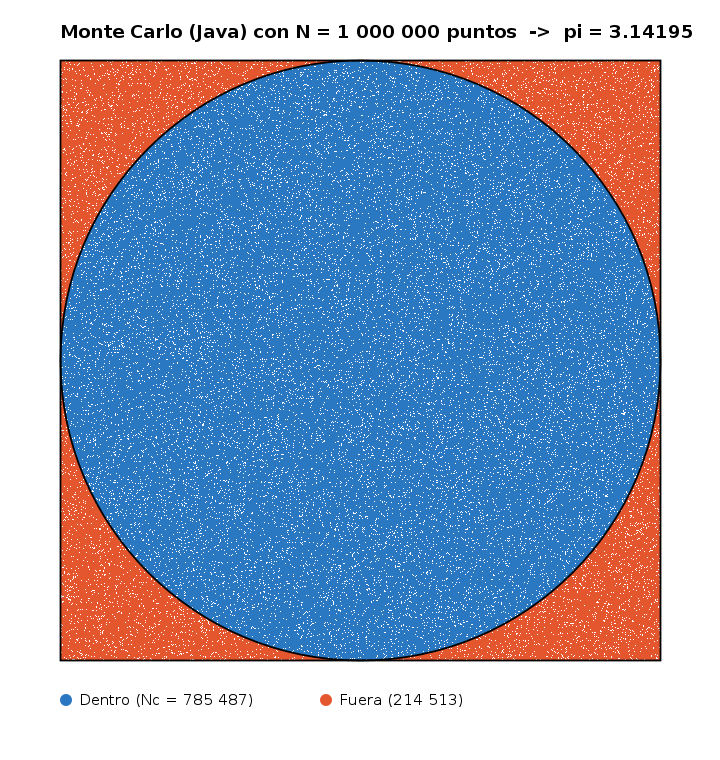 Monte Carlo (Java) con N = 1 000 000 puntos  ->  pi = 3.14195
Dentro (Nc = 785 487)
Fuera (214 513)